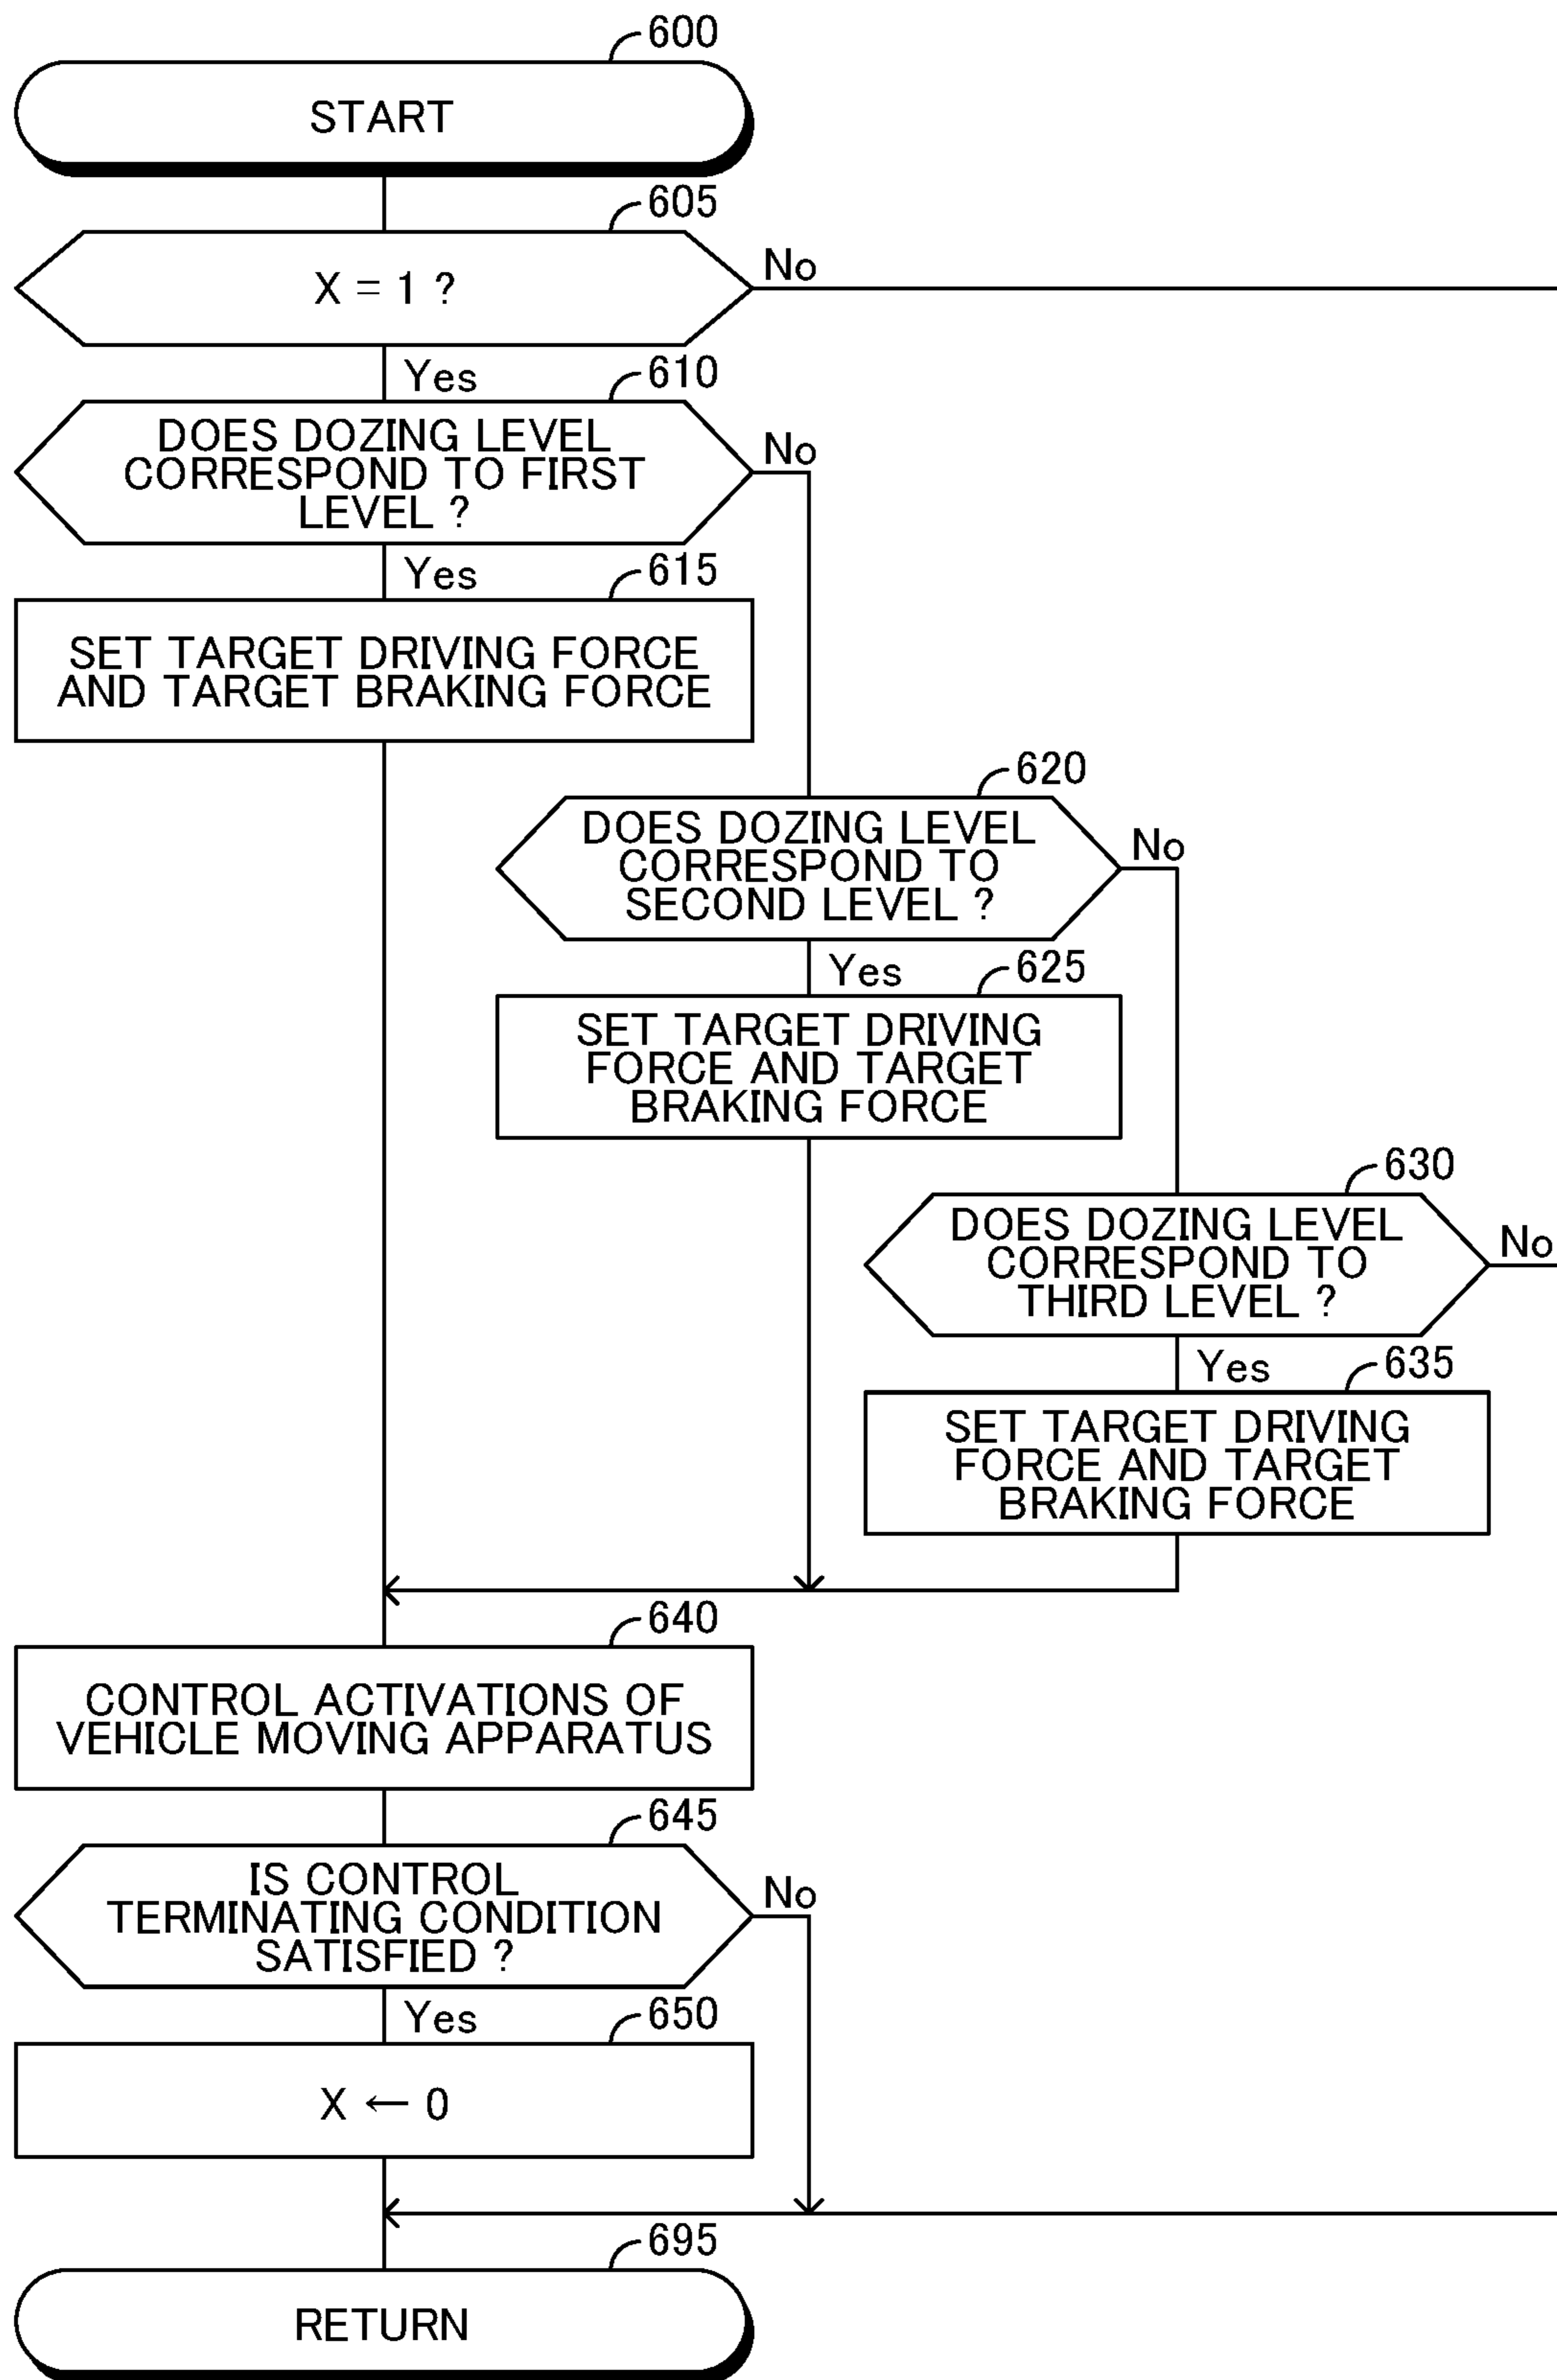 600
START
605
X = 1 ?
No
Yes
610
DOES DOZING LEVEL
CORRESPOND TO FIRST
LEVEL ?
No
Yes
615
SET TARGET DRIVING FORCE
AND TARGET BRAKING FORCE
620
DOES DOZING LEVEL
CORRESPOND TO
SECOND LEVEL ?
No
Yes
625
SET TARGET DRIVING
FORCE AND TARGET
BRAKING FORCE
630
DOES DOZING LEVEL
CORRESPOND TO
THIRD LEVEL ?
No
Yes
635
SET TARGET DRIVING
FORCE AND TARGET
BRAKING FORCE
640
CONTROL ACTIVATIONS OF
VEHICLE MOVING APPARATUS
645
IS CONTROL
TERMINATING CONDITION
SATISFIED ?
No
Yes
650
X ← 0
695
RETURN